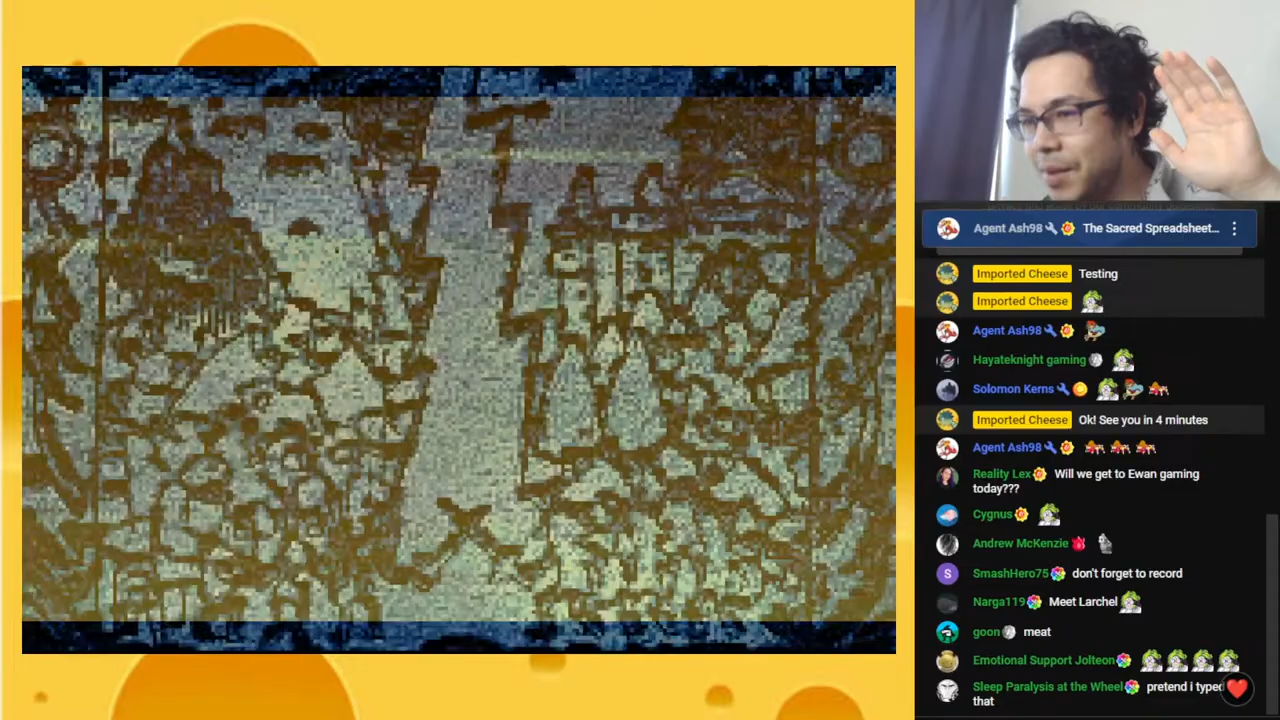 Agent Ash98 The Sacred Spreadsheet...
Imported Cheese Testing
Imported Cheese
Agent Ash98
Hayateknight gaming
Solomon Kerns
Imported Cheese Ok! See you in 4 minutes
Agent Ash98
Reality Lex Will we get to Ewan gaming
today???
Cygnus
Andrew McKenzie
S SmashHero75 don't forget to record
Narga119 Meet Larchel
goon meat
Emotional Support Jolteon
Sleep Paralysis at the Wheel pretend i typed
that